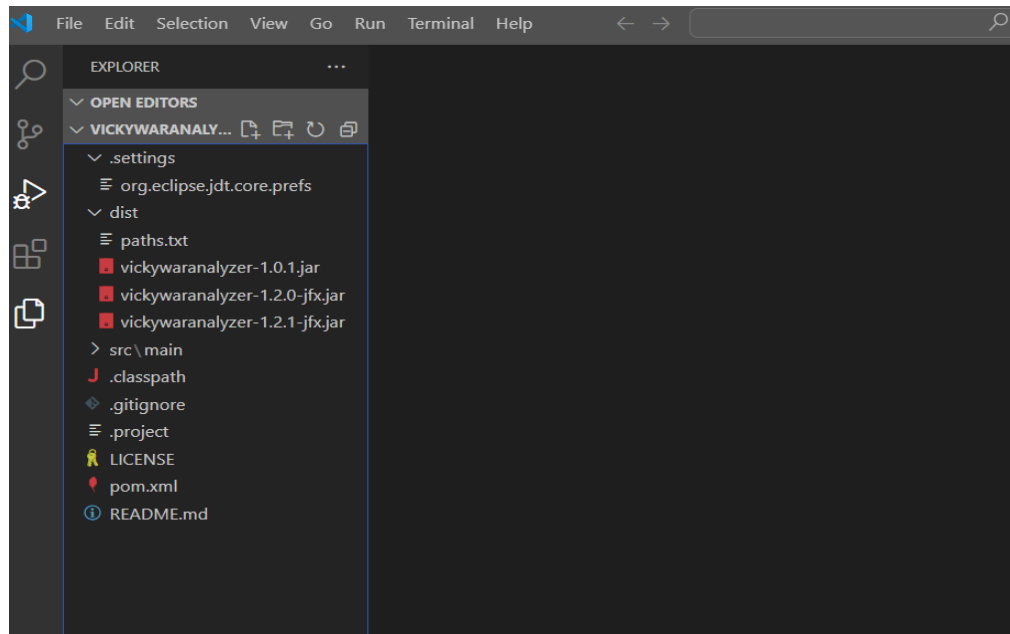 File Edit Selection View Go Run Terminal Help
EXPLORER
OPEN EDITORS
VICKYWARANALY...
.settings
org.eclipse.jdt.core.prefs
dist
paths.txt
vickywaranalyzer-1.0.1.jar
vickywaranalyzer-1.2.0-jfx.jar
vickywaranalyzer-1.2.1-jfx.jar
src\main
J .classpath
.gitignore
.project
LICENSE
pom.xml
README.md